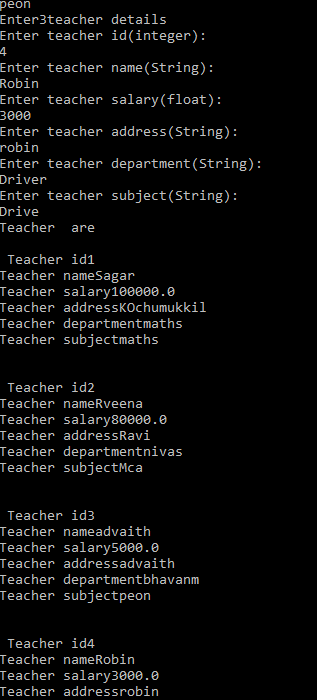 peon
Enter3teacher details
Enter teacher id(integer):
4
Enter teacher name(String):
Robin
Enter teacher salary(float):
3000
Enter teacher address(String):
robin
Enter teacher department(String):
Driver
Enter teacher subject(String):
Drive
Teacher  are
Teacher id1
Teacher nameSagar
Teacher salary100000.0
Teacher addressKOchumukkil
Teacher departmentmaths
Teacher subjectmaths
Teacher id2
Teacher nameRveena
Teacher salary80000.0
Teacher addressRavi
Teacher departmentnivas
Teacher subjectMca
Teacher id3
Teacher nameadvaith
Teacher salary5000.0
Teacher addressadvaith
Teacher departmentbhavanm
Teacher subjectpeon
Teacher id4
Teacher nameRobin
Teacher salary3000.0
Teacher addressrobin